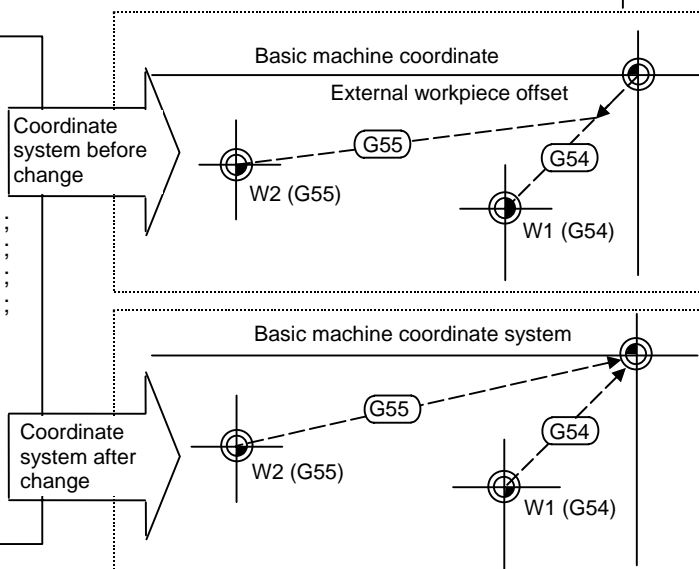 Basic machine coordinate
External workpiece offset
Coordinate
system before
change
G55
G54
W2 (G55)
W1 (G54)
;
;
;
;
;
Basic machine coordinate system
G55
G54
Coordinate
system after
change
W2 (G55)
W1 (G54)